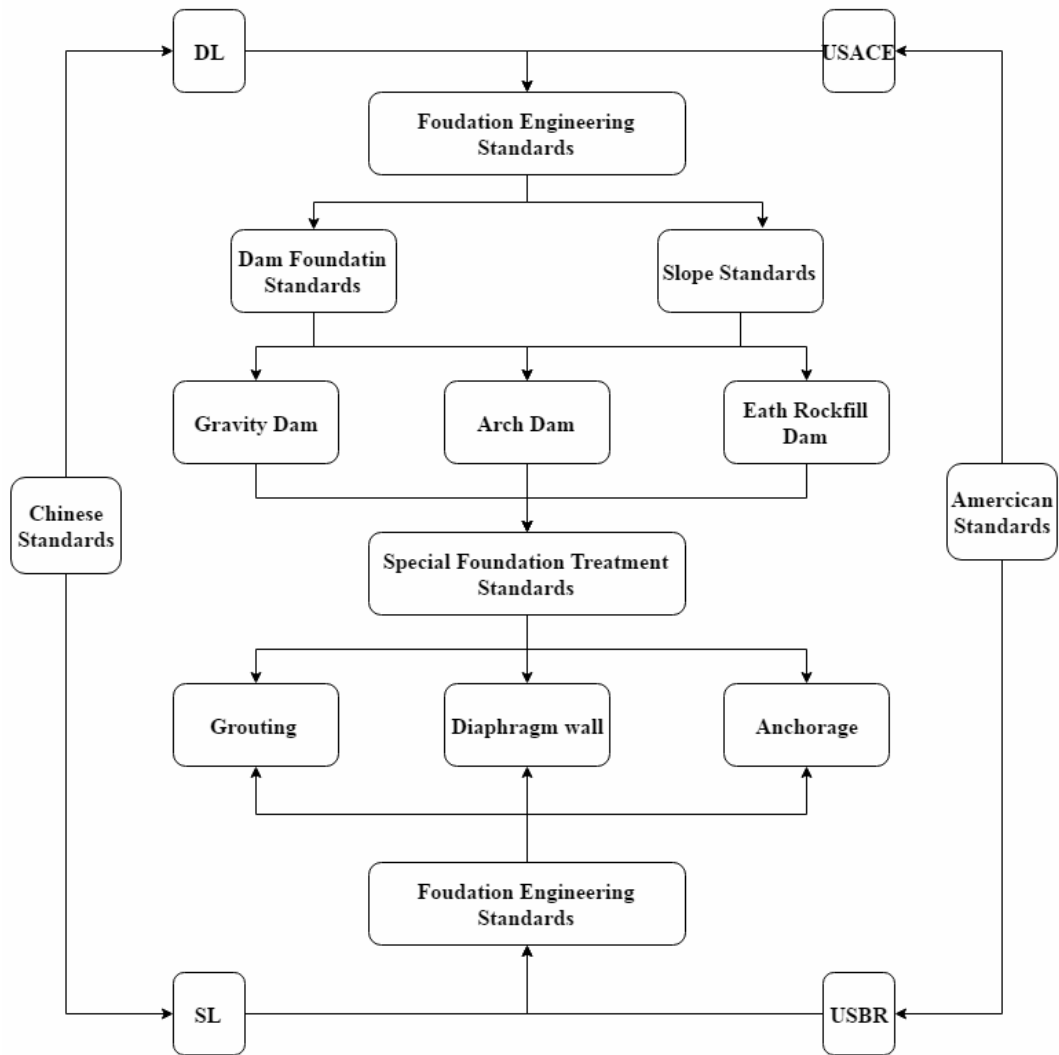 DL
USACE
Foudation Engineering
Standards
Dam Foundatin
Standards
Slope Standards
Gravity Dam
Arch Dam
Eath Rockfill
Dam
Chinese
Standards
Amercican
Standards
Special Foundation Treatment
Standards
Grouting
Diaphragm wall
Anchorage
Foudation Engineering
Standards
SL
USBR